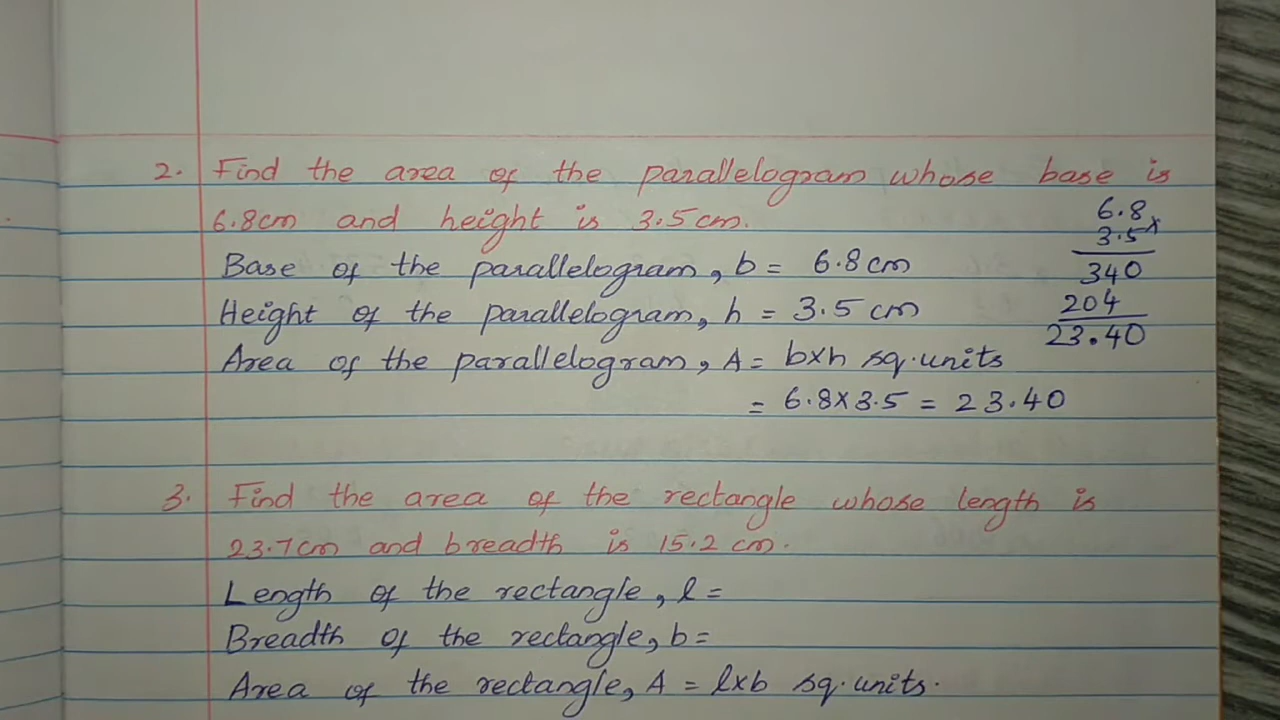 2. Find the area of the parallelogram whose base is
6.8cm and height is 3.5cm.
6.8
3.5 x
340
204
23.40
Base of the parallelogram, b = 6.8cm
Height of the parallelogram, h = 3.5 cm
Area of the parallelogram, A = bxh sq.units
= 6.8x3.5 = 23.40
3. Find the area of the rectangle whose length is
23.7cm and breadth is 15.2 cm.
Length of the rectangle, l =
Breadth of the rectangle, b =
Area of the rectangle, A = lxb sq.units.